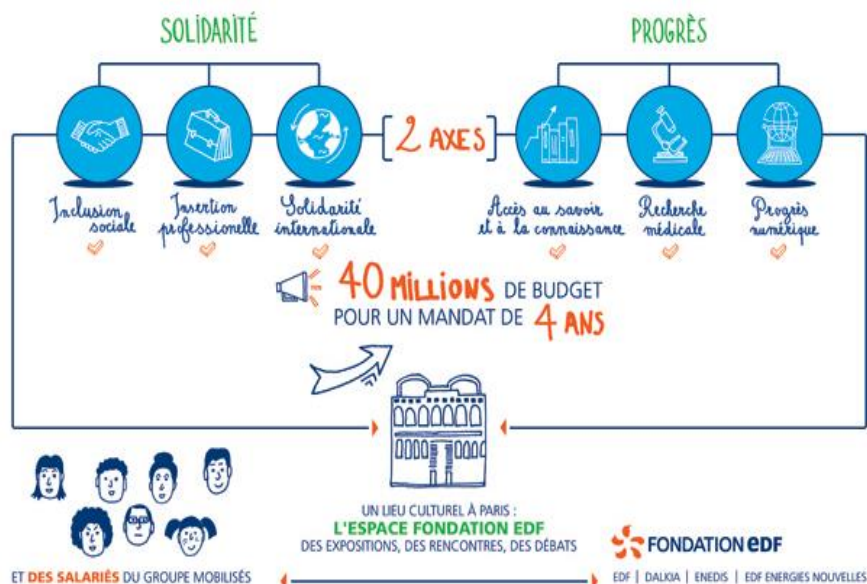 SOLIDARITÉ
PROGRÈS
[2 AXES]
Inclusion
sociale
Insertion
professionelle
Solidarité
internationale
Accès au savoir
et à la connaissance
Recherche
médicale
Progrès
numérique
40 MILLIONS DE BUDGET
POUR UN MANDAT DE 4 ANS
UN LIEU CULTUREL À PARIS :
L'ESPACE FONDATION EDF
DES EXPOSITIONS, DES RENCONTRES, DES DÉBATS
ET DES SALARIÉS DU GROUPE MOBILISÉS
FONDATION eDF
EDF | DALKIA | ENEDIS | EDF ENERGIES NOUVELLES